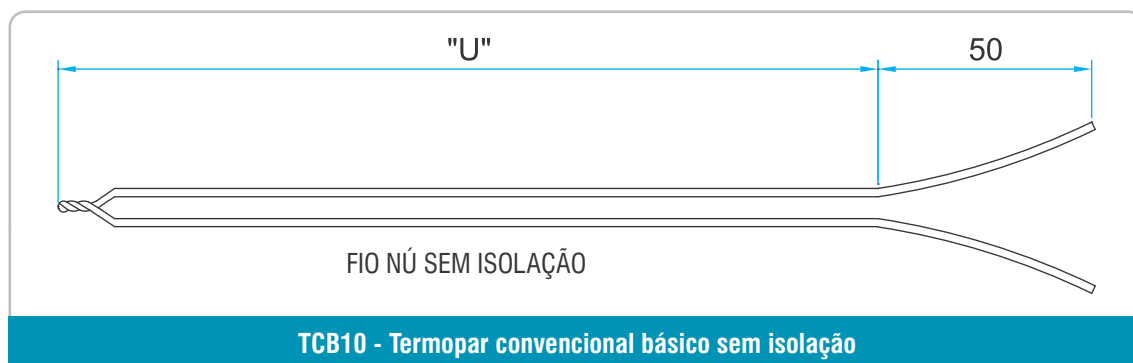 "U"
50
FIO NÚ SEM ISOLAÇÃO
TCB10 - Termopar convencional básico sem isolação